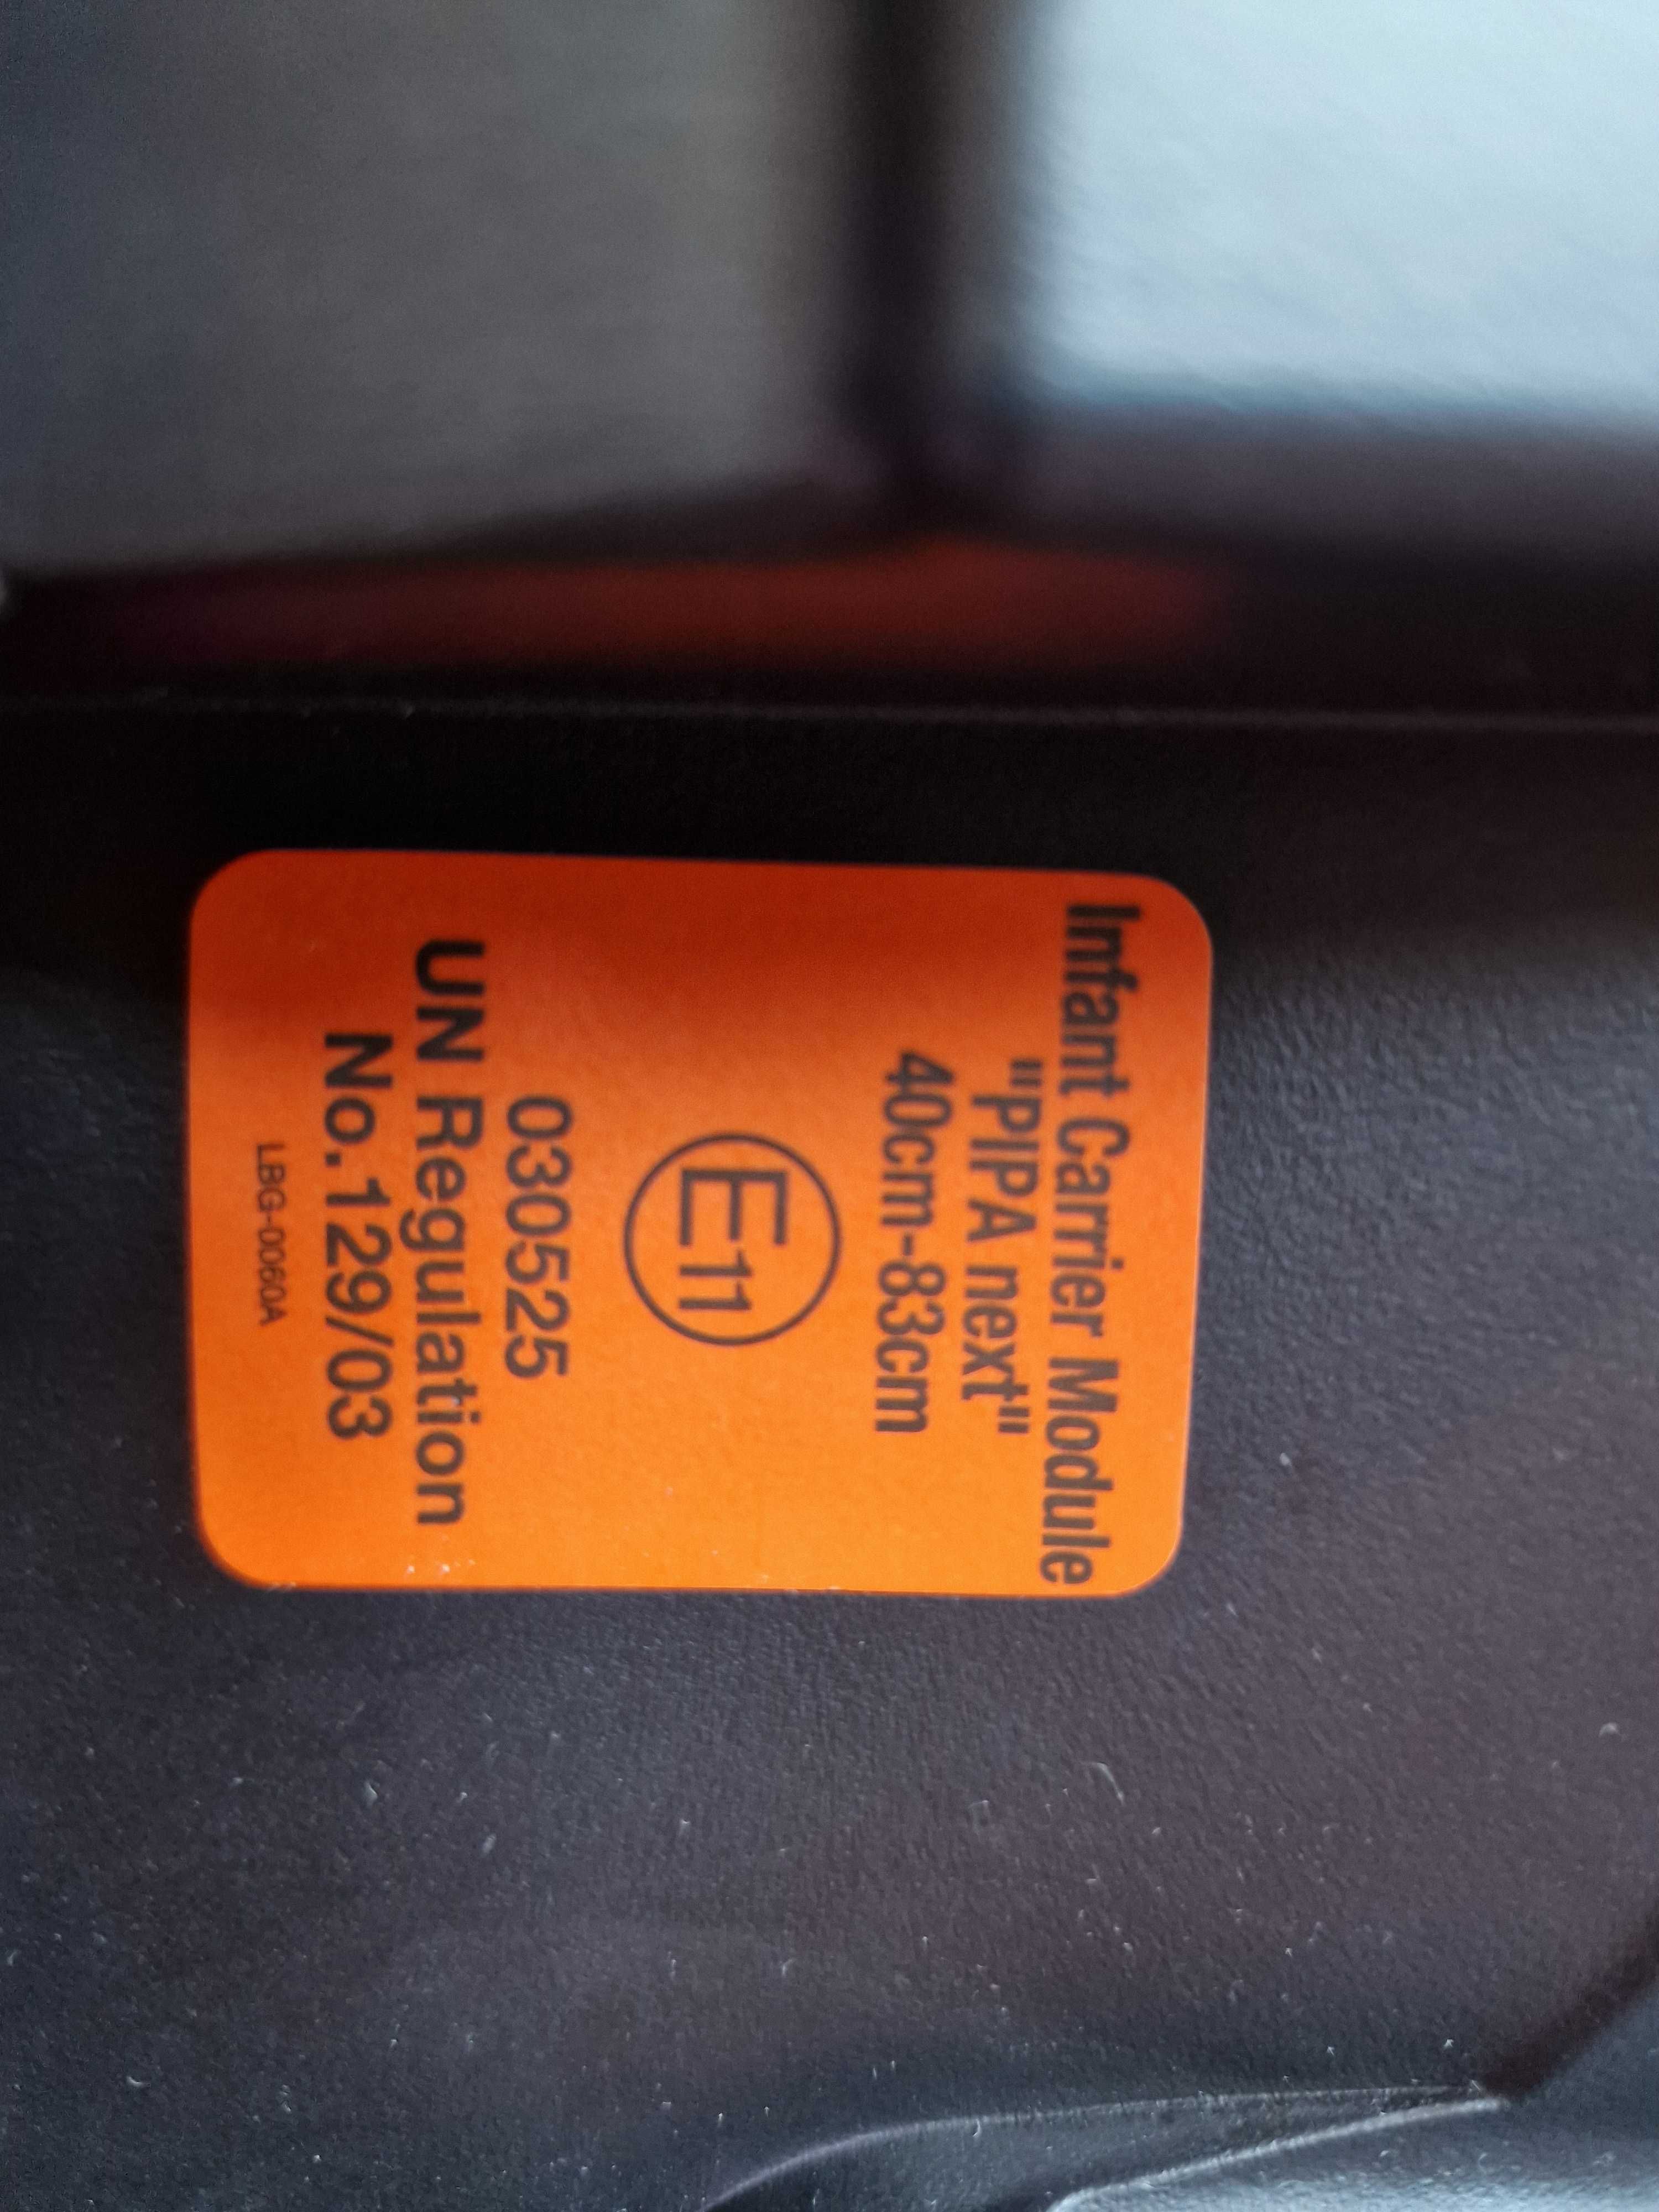 Infant Carrier Module
"PIPA next"
40cm-83cm
E11
030525
UN Regulation
No.129/03
LBG-0060A